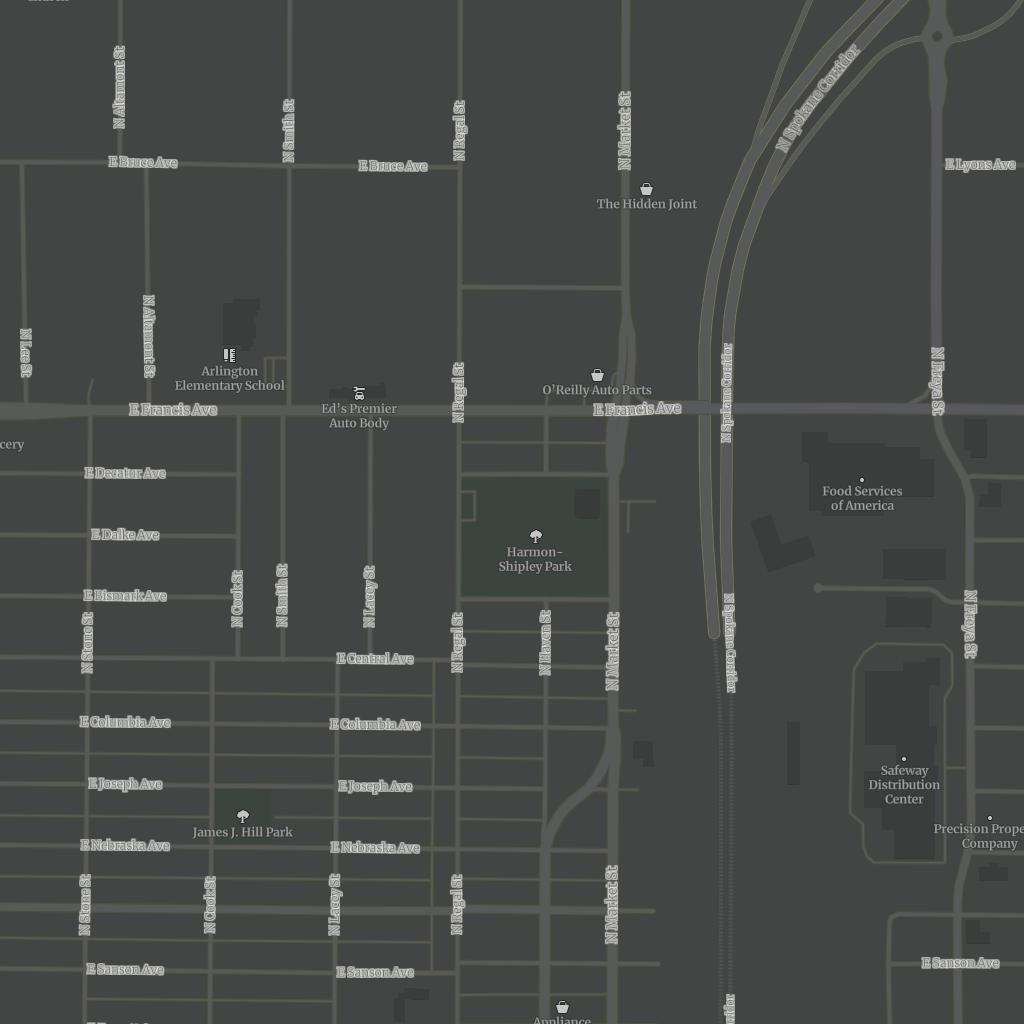 N Altamont St
N Smith St
N Regal St
N Market St
N Spokane Corridor
E Bruce Ave
E Bruce Ave
E Lyons Ave
The Hidden Joint
N Lee St
N Altamont St
Arlington
Elementary School
Ed's Premier
Auto Body
N Regal St
O'Reilly Auto Parts
N Spokane Corridor
N Freya St
E Francis Ave
E Francis Ave
cery
E Decatur Ave
Food Services
of America
E Dalke Ave
Harmon-
Shipley Park
E Bismark Ave
N Cook St
N Smith St
N Lacey St
N Stone St
N Regal St
N Haven St
N Market St
N Spokane Corridor
N Freya St
E Central Ave
E Columbia Ave
E Columbia Ave
E Joseph Ave
E Joseph Ave
Safeway
Distribution
Center
James J. Hill Park
Precision Prope
Company
E Nebraska Ave
E Nebraska Ave
N Stone St
N Cook St
N Lacey St
N Regal St
N Market St
E Sanson Ave
E Sanson Ave
E Sanson Ave
Appliance